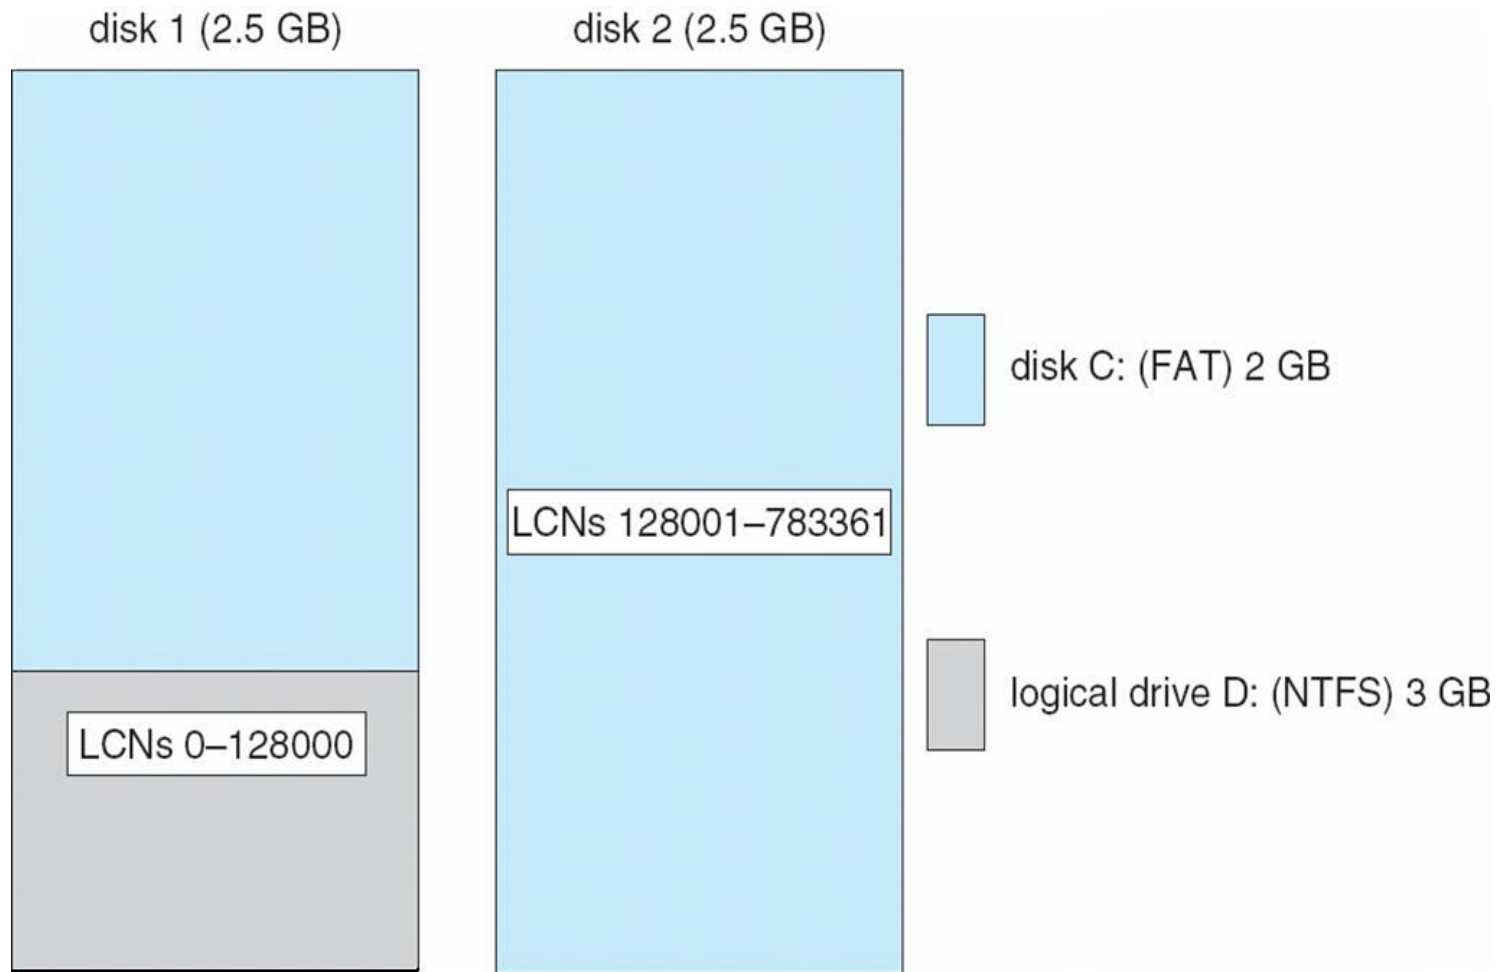 disk 1 (2.5 GB)
disk 2 (2.5 GB)
disk C: (FAT) 2 GB
LCNs 128001–783361
logical drive D: (NTFS) 3 GB
LCNs 0–128000